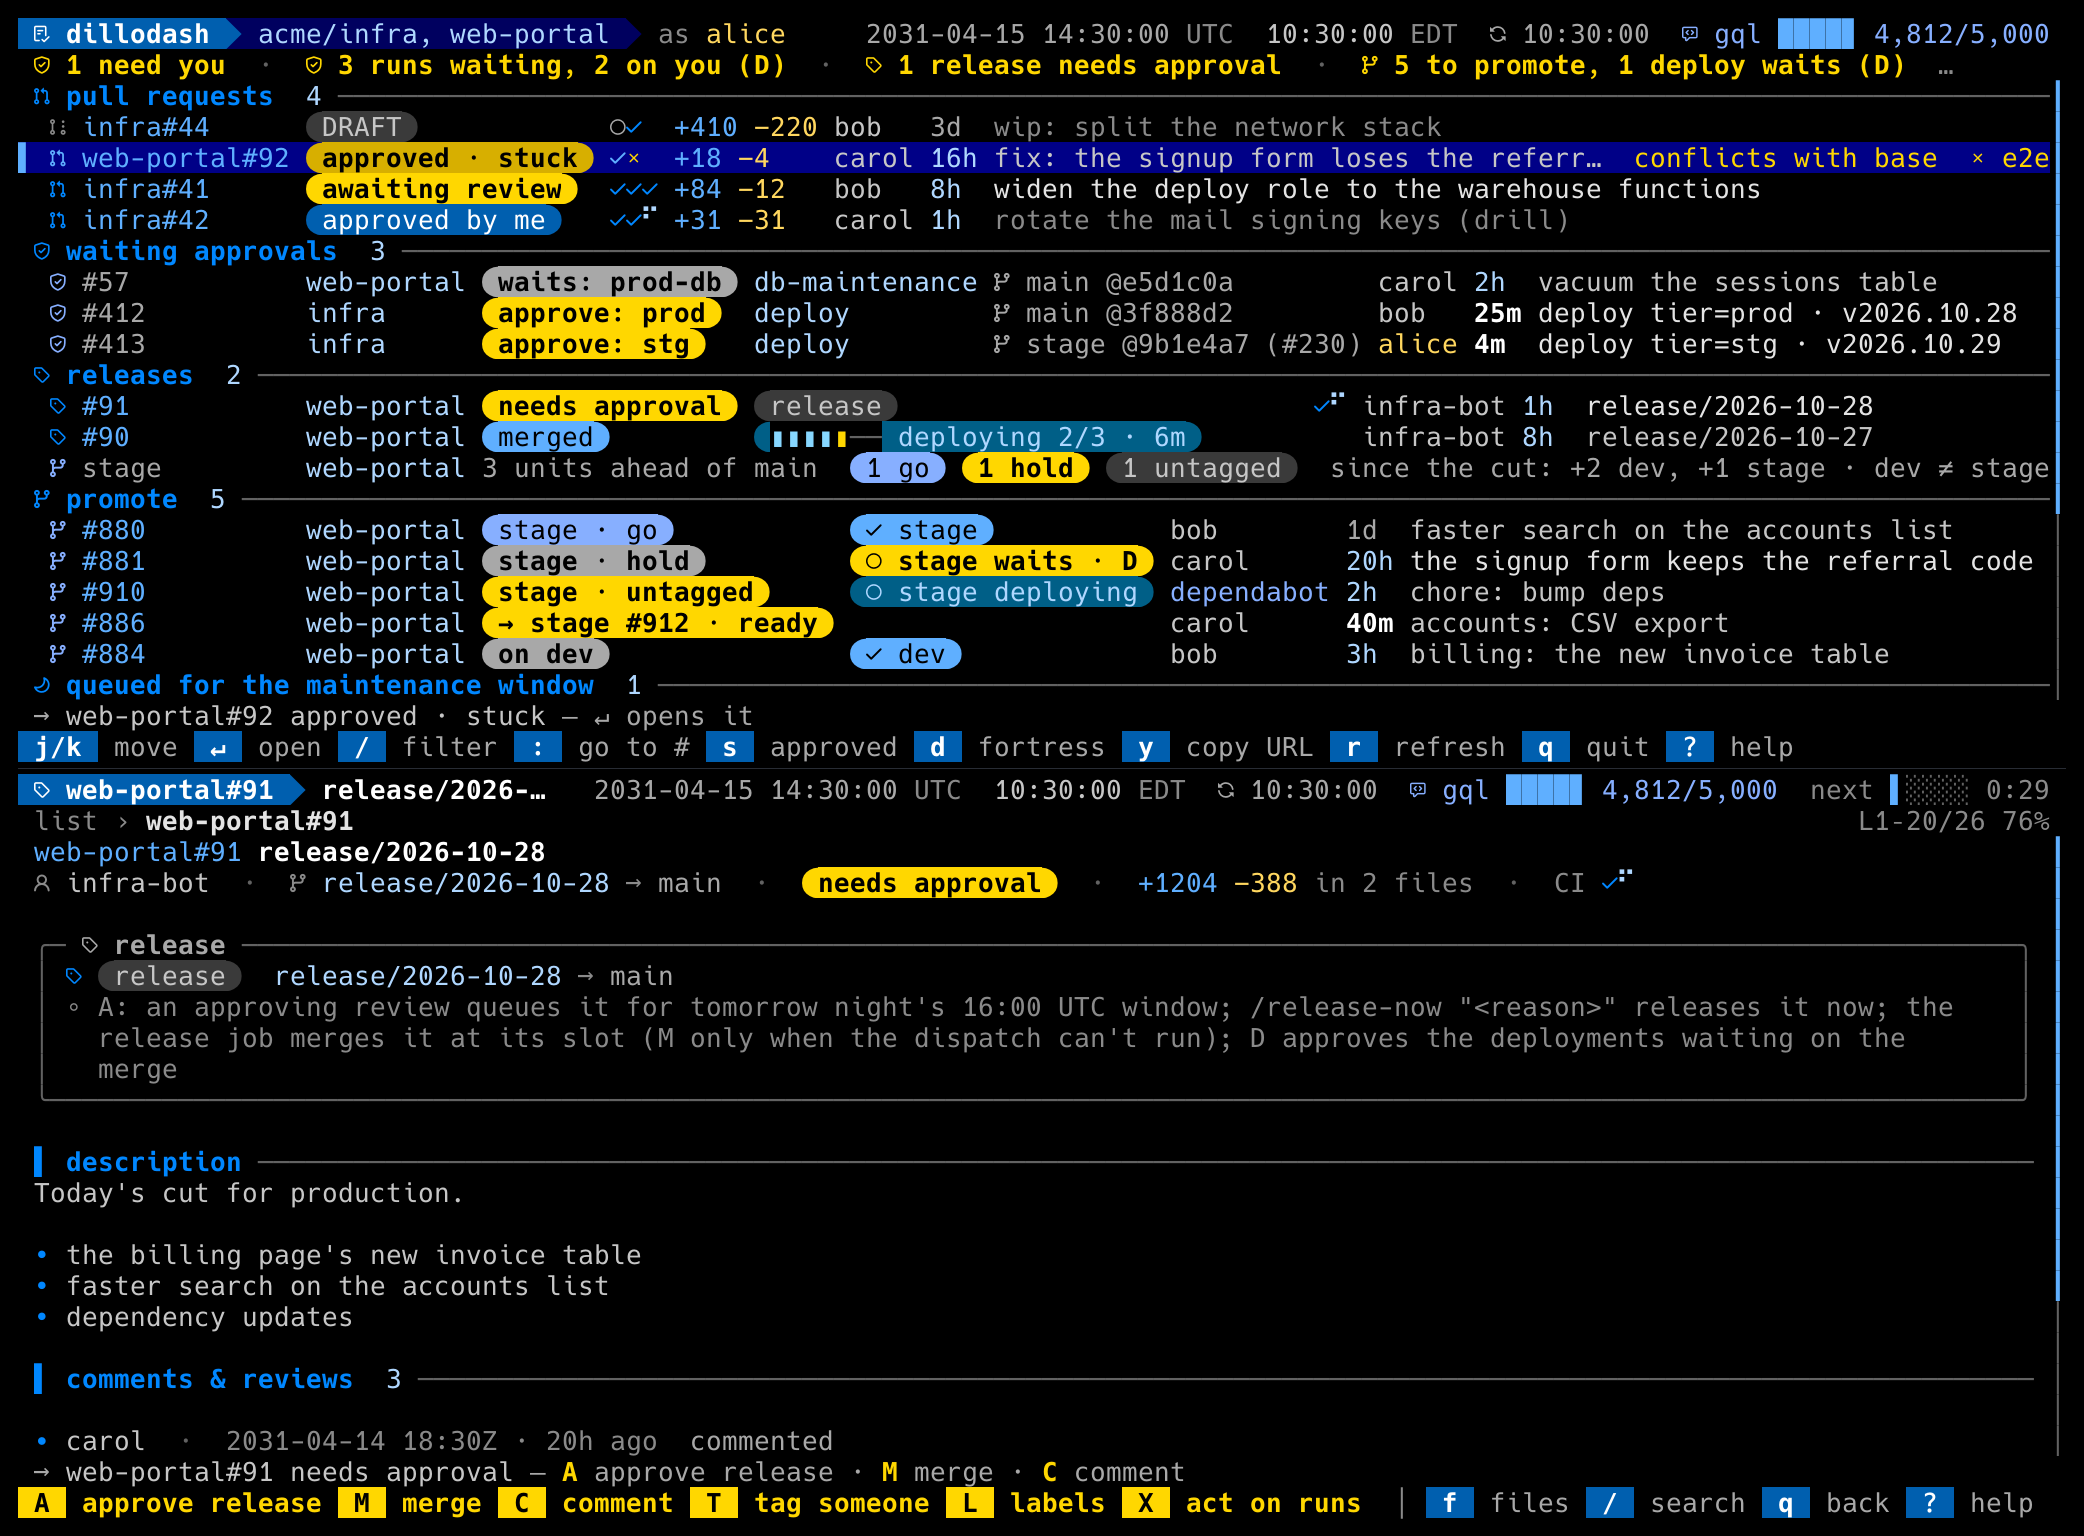 dillodash acme/infra, web-portal as alice 2031-04-15 14:30:00 UTC 10:30:00 EDT 10:30:00 gql 4,812/5,000
1 need you · 3 runs waiting, 2 on you (D) · 1 release needs approval · 5 to promote, 1 deploy waits (D) …
pull requests 4
infra#44 DRAFT ○✓ +410 −220 bob 3d wip: split the network stack
web-portal#92 approved · stuck ✓× +18 −4 carol 16h fix: the signup form loses the referr… conflicts with base × e2e
infra#41 awaiting review ✓✓✓ +84 −12 bob 8h widen the deploy role to the warehouse functions
infra#42 approved by me ✓✓ +31 −31 carol 1h rotate the mail signing keys (drill)
waiting approvals 3
#57 web-portal waits: prod-db db-maintenance main @e5d1c0a carol 2h vacuum the sessions table
#412 infra approve: prod deploy main @3f888d2 bob 25m deploy tier=prod · v2026.10.28
#413 infra approve: stg deploy stage @9b1e4a7 (#230) alice 4m deploy tier=stg · v2026.10.29
releases 2
#91 web-portal needs approval release ✓ infra-bot 1h release/2026-10-28
#90 web-portal merged deploying 2/3 · 6m infra-bot 8h release/2026-10-27
stage web-portal 3 units ahead of main 1 go 1 hold 1 untagged since the cut: +2 dev, +1 stage · dev ≠ stage
promote 5
#880 web-portal stage · go ✓ stage bob 1d faster search on the accounts list
#881 web-portal stage · hold ○ stage waits · D carol 20h the signup form keeps the referral code
#910 web-portal stage · untagged ○ stage deploying dependabot 2h chore: bump deps
#886 web-portal → stage #912 · ready carol 40m accounts: CSV export
#884 web-portal on dev ✓ dev bob 3h billing: the new invoice table
queued for the maintenance window 1
→ web-portal#92 approved · stuck — ↵ opens it
j/k move ↵ open / filter : go to # s approved d fortress y copy URL r refresh q quit ? help
web-portal#91 release/2026-… 2031-04-15 14:30:00 UTC 10:30:00 EDT 10:30:00 gql 4,812/5,000 next 0:29
list › web-portal#91 L1-20/26 76%
web-portal#91 release/2026-10-28
infra-bot · release/2026-10-28 → main · needs approval · +1204 −388 in 2 files · CI ✓
release
release release/2026-10-28 → main
∘ A: an approving review queues it for tomorrow night's 16:00 UTC window; /release-now "<reason>" releases it now; the
release job merges it at its slot (M only when the dispatch can't run); D approves the deployments waiting on the
merge
description
Today's cut for production.
• the billing page's new invoice table
• faster search on the accounts list
• dependency updates
comments & reviews 3
• carol · 2031-04-14 18:30Z · 20h ago commented
→ web-portal#91 needs approval — A approve release · M merge · C comment
A approve release M merge C comment T tag someone L labels X act on runs │ f files / search q back ? help